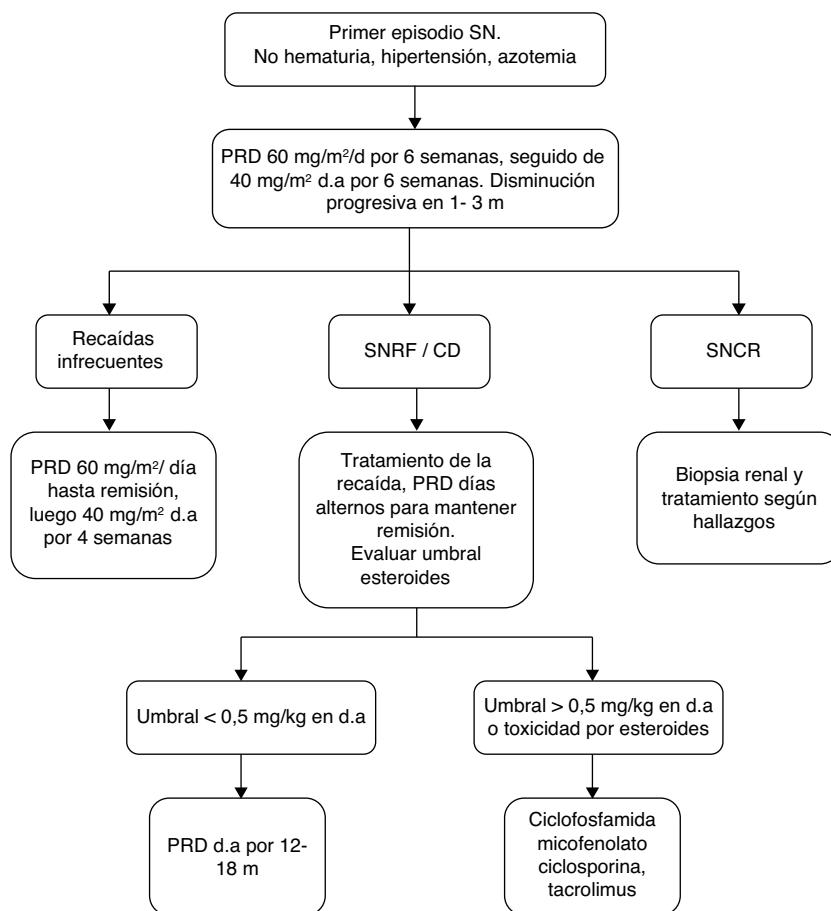 Primer episodio SN.
No hematuria, hipertensión, azotemia
PRD 60 mg/m²/d por 6 semanas, seguido de
40 mg/m² d.a por 6 semanas. Disminución
progresiva en 1- 3 m
Recaídas
infrecuentes
SNRF / CD
SNCR
PRD 60 mg/m²/ día
hasta remisión,
luego 40 mg/m² d.a
por 4 semanas
Tratamiento de la
recaída, PRD días
alternos para mantener
remisión.
Evaluar umbral
esteroides
Biopsia renal y
tratamiento según
hallazgos
Umbral < 0,5 mg/kg en d.a
Umbral > 0,5 mg/kg en d.a
o toxicidad por esteroides
PRD d.a por 12-
18 m
Ciclofosfamida
micofenolato
ciclosporina,
tacrolimus